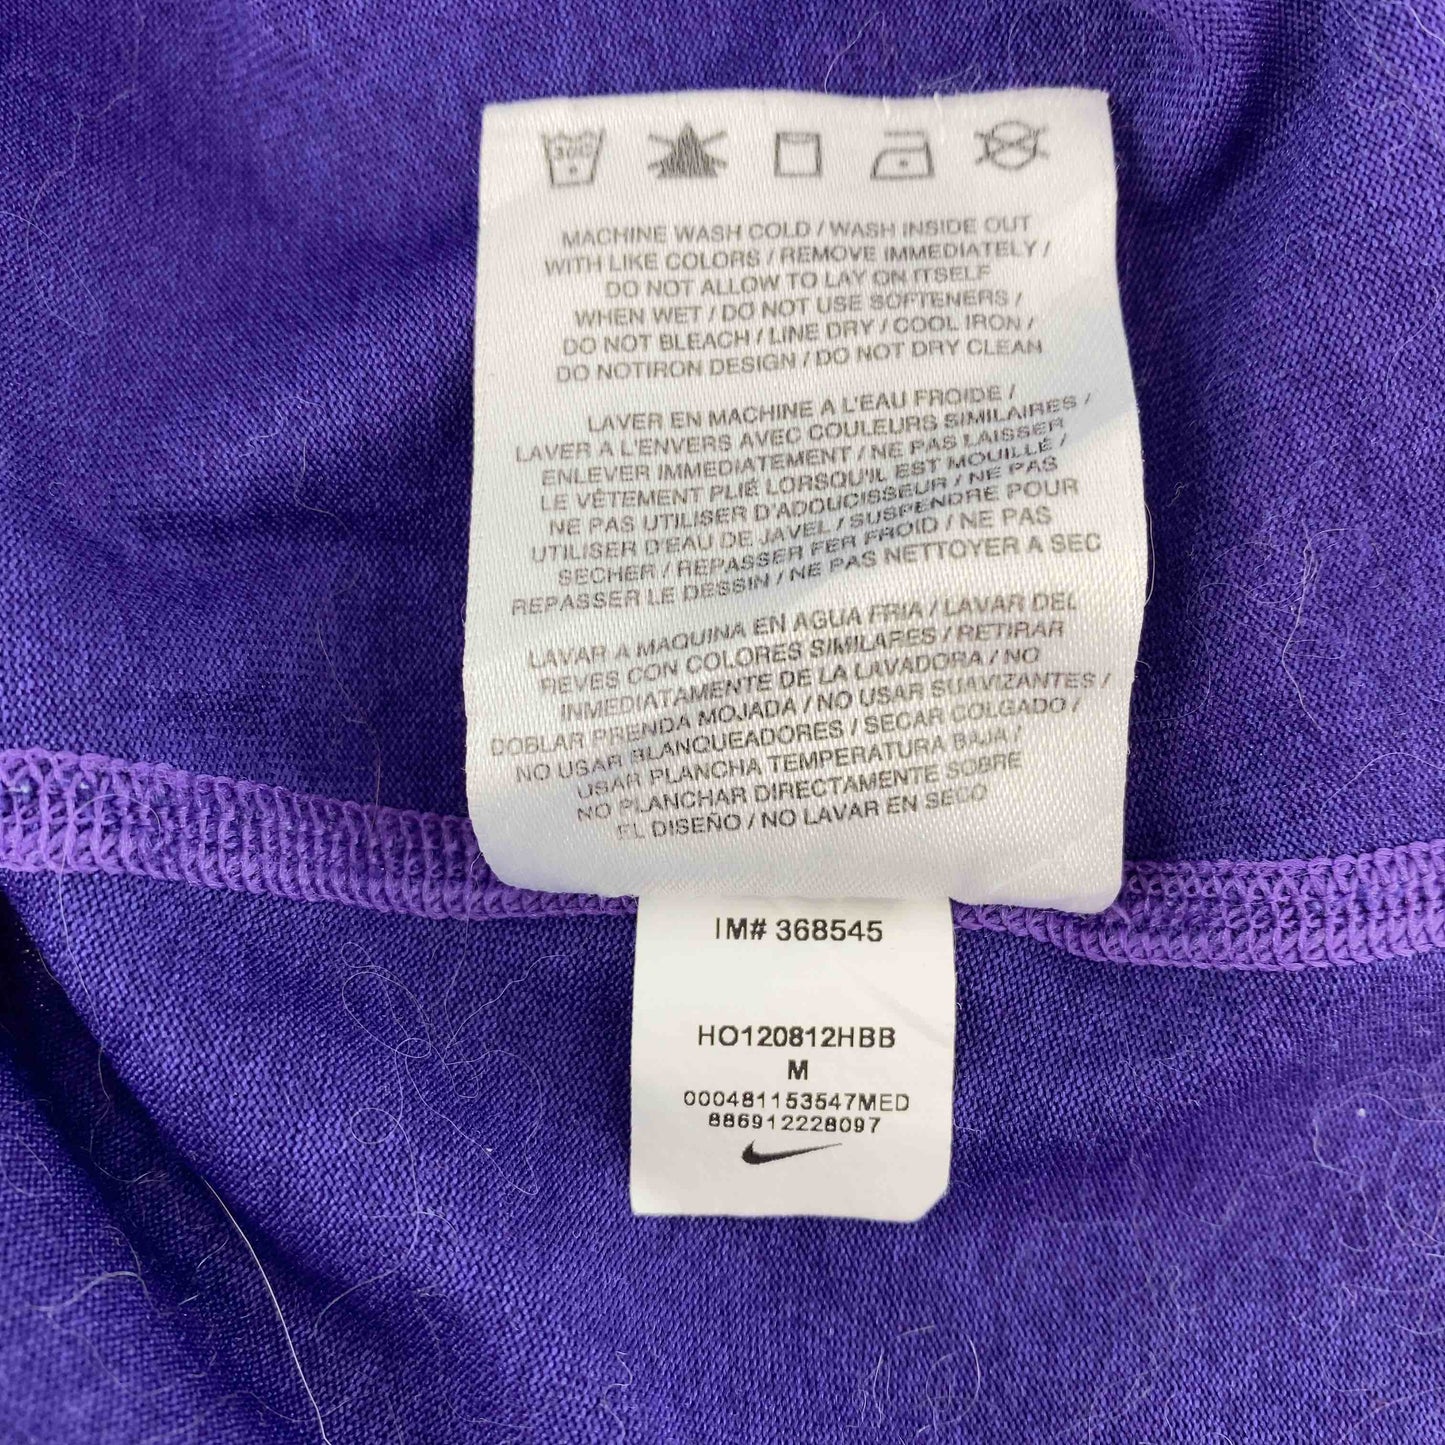 30C
MACHINE WASH COLD / WASH INSIDE OUT
WITH LIKE COLORS / REMOVE IMMEDIATELY /
DO NOT ALLOW TO LAY ON ITSELF
WHEN WET / DO NOT USE SOFTENERS /
DO NOT BLEACH / LINE DRY / COOL IRON /
DO NOTIRON DESIGN / DO NOT DRY CLEAN
LAVER EN MACHINE A L'EAU FROIDE /
LAVER A L'ENVERS AVEC COULEURS SIMILAIRES /
ENLEVER IMMEDIATEMENT / NE PAS LAISSER
LE VÊTEMENT PLIÉ LORSQU'IL EST MOUILLÉ /
NE PAS UTILISER D'ADOUCISSEUR / NE PAS
UTILISER D'EAU DE JAVEL / SUSPENDRE POUR
SECHER / REPASSER FER FROID / NE PAS
REPASSER LE DESSIN / NE PAS NETTOYER A SEC
LAVAR A MAQUINA EN AGUA FRIA / LAVAR DEL
REVES CON COLORES SIMILARES / RETIRAR
INMEDIATAMENTE DE LA LAVADORA / NO
DOBLAR PRENDA MOJADA / NO USAR SUAVIZANTES /
NO USAR BLANQUEADORES / SECAR COLGADO /
USAR PLANCHA TEMPERATURA BAJA /
NO PLANCHAR DIRECTAMENTE SOBRE
EL DISEÑO / NO LAVAR EN SECO
IM# 368545
HO120812HBB
M
000481153547MED
886912228097